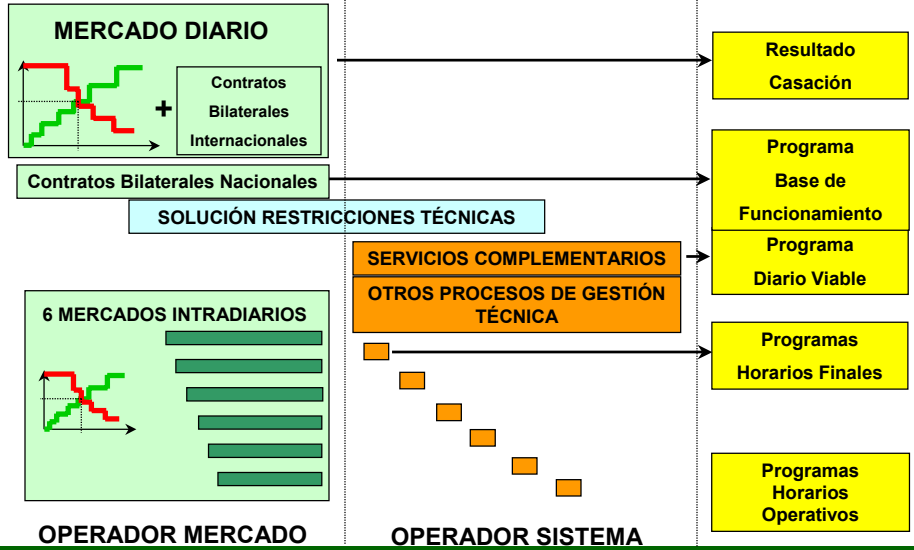 MERCADO DIARIO
+
Contratos
Bilaterales
Internacionales
Resultado
Casación
Contratos Bilaterales Nacionales
Programa
Base de
Funcionamiento
SOLUCIÓN RESTRICCIONES TÉCNICAS
SERVICIOS COMPLEMENTARIOS
Programa
Diario Viable
OTROS PROCESOS DE GESTIÓN
TÉCNICA
6 MERCADOS INTRADIARIOS
Programas
Horarios Finales
Programas
Horarios
Operativos
OPERADOR MERCADO
OPERADOR SISTEMA